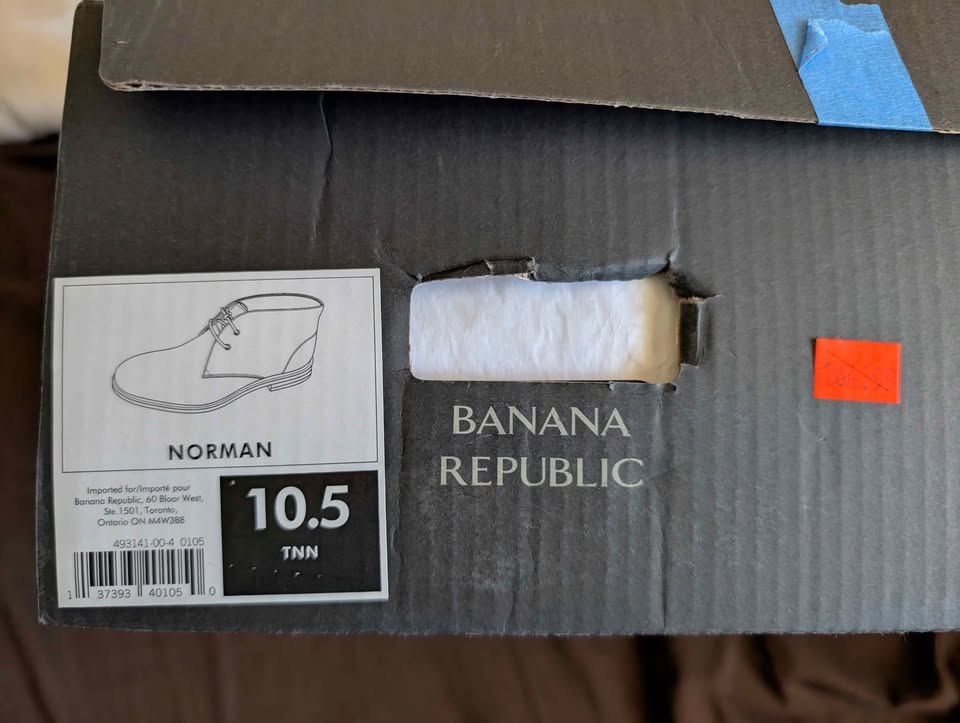 NORMAN
Imported for/importé pour
Banana Republic, 60 Bloor West,
Ste.1501, Toronto,
Ontario ON M4W3B8
493141-00-4 0105
1 37393 40105 0
10.5
TNN
BANANA
REPUBLIC